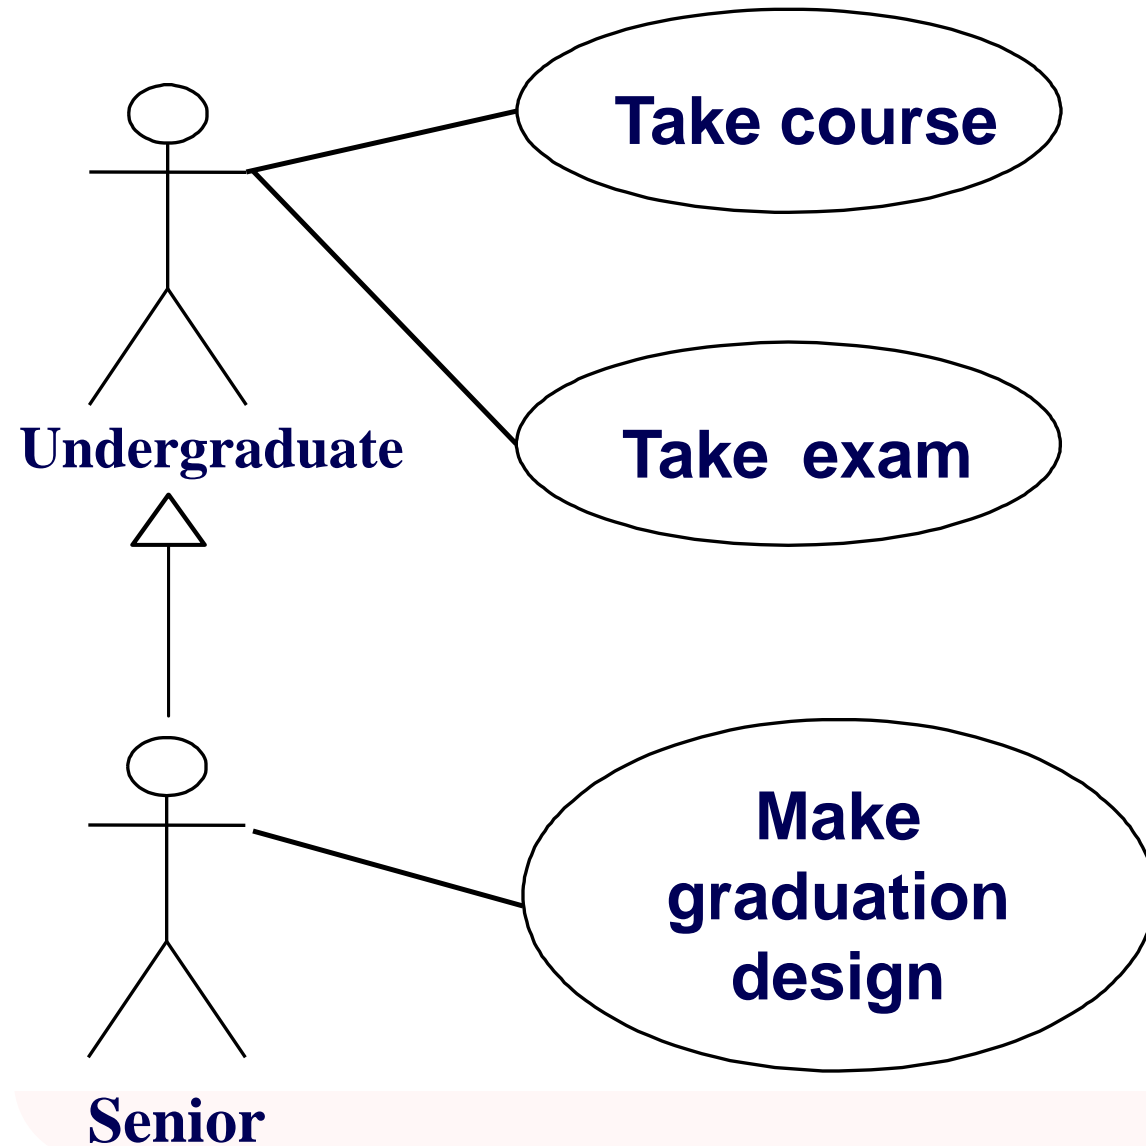 Take course
Undergraduate
Take exam
Make
graduation
design
Senior